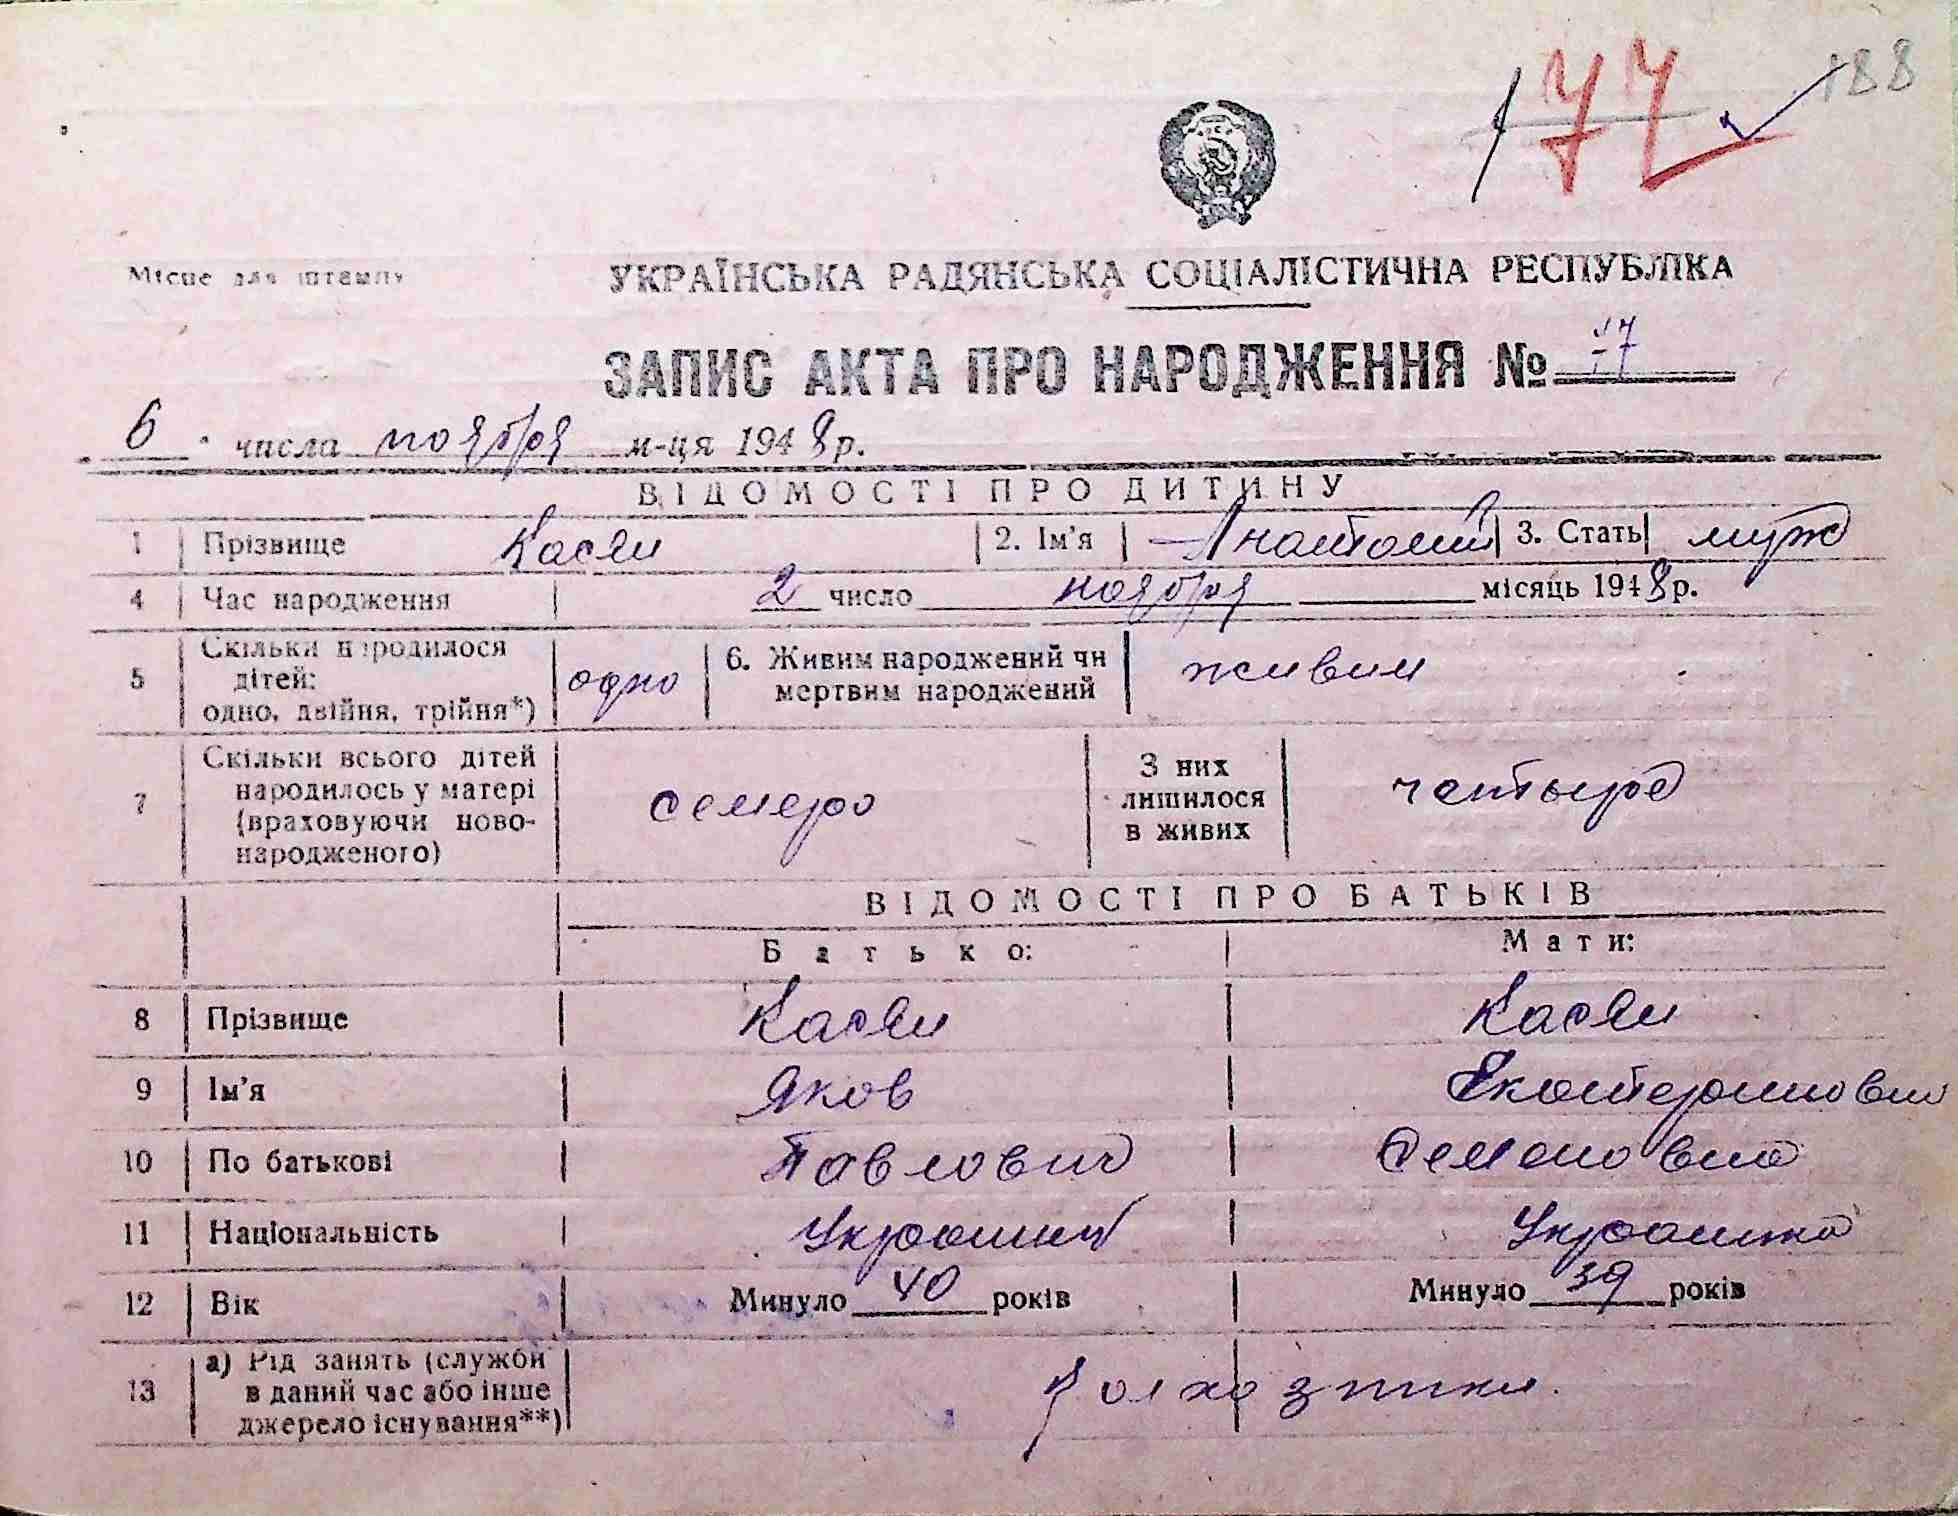 77 188
Місце для штампу
УКРАЇНСЬКА РАДЯНСЬКА СОЦІАЛІСТИЧНА РЕСПУБЛІКА
ЗАПИС АКТА ПРО НАРОДЖЕННЯ № 77
6 числа ноября м-ця 1948 р.
ВІДОМОСТІ ПРО ДИТИНУ
1 Прізвище Касян 2. Ім'я Анатолий 3. Стать муж
4 Час народження 2 число ноября місяць 1948 р.
5 Скільки народилося
дітей:
одно, двійня, трійня*) одно 6. Живим народжений чи
мертвим народжений живим
7 Скільки всього дітей
народилось у матері
(враховуючи ново-
народженого) семеро З них
лишилося
в живих четыре
ВІДОМОСТІ ПРО БАТЬКІВ
Батько: Мати:
8 Прізвище Касян Касян
9 Ім'я Яков
10 По батькові Павлович Семеновна
11 Національність Украинец Украинка
12 Вік Минуло 40 років Минуло 39 років
13 а) Рід занять (служби
в даний час або інше
джерело існування**) Колхозники.